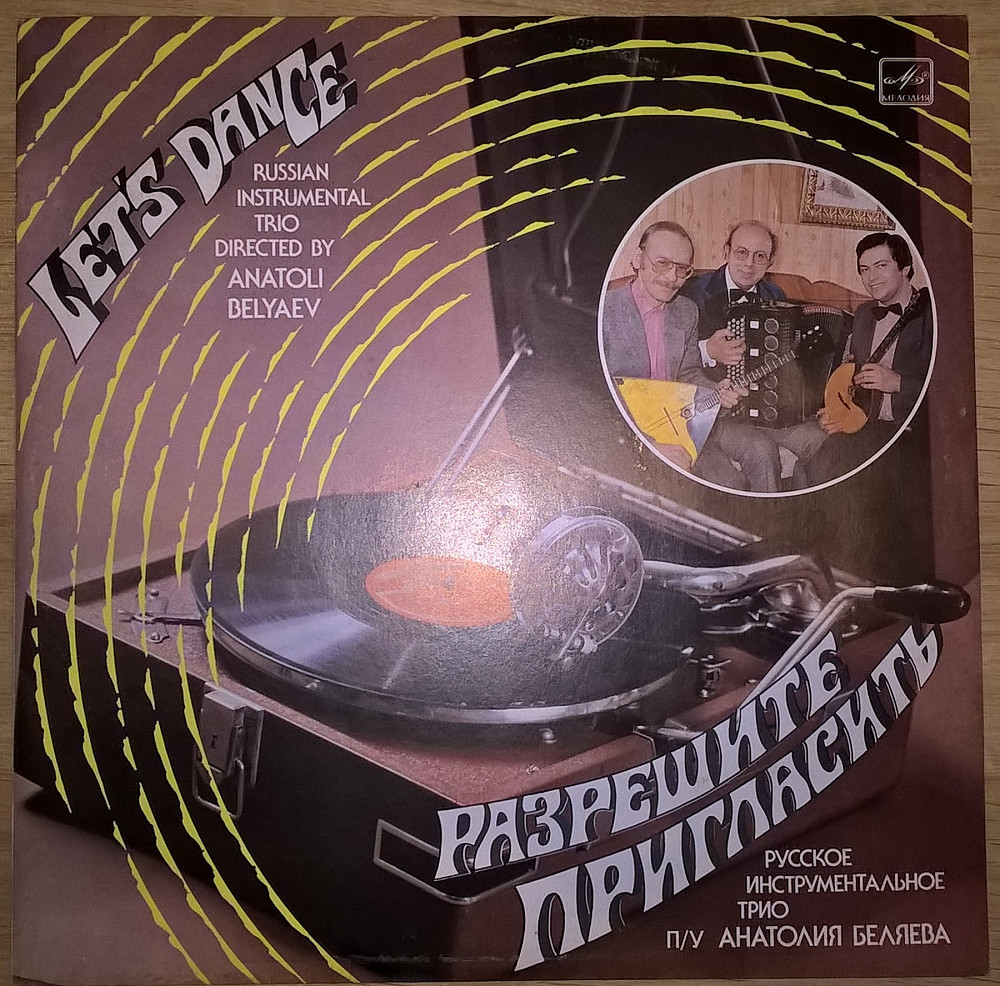 LET'S DANCE
RUSSIAN
INSTRUMENTAL
TRIO
DIRECTED BY
ANATOLI
BELYAEV
МЕЛОДИЯ
РАЗРЕШИТЕ
ПРИГЛАСИТЬ
РУССКОЕ
ИНСТРУМЕНТАЛЬНОЕ
ТРИО
П/У АНАТОЛИЯ БЕЛЯЕВА